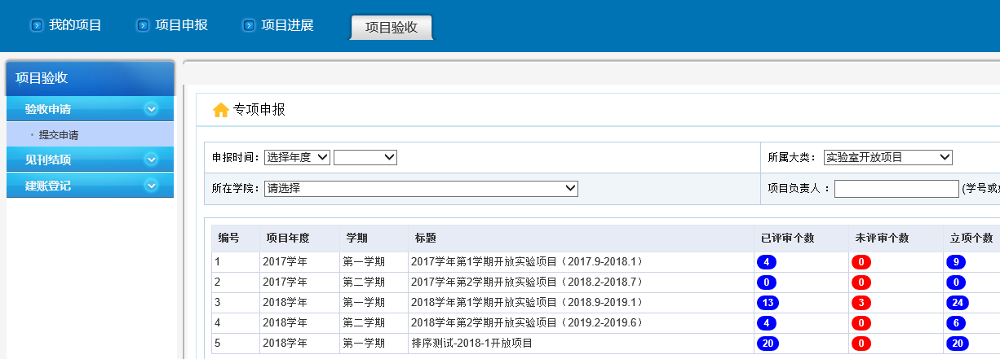 我的项目 项目申报 项目进展 项目验收
项目验收
验收申请
提交申请
见刊结项
建账登记
专项申报
申报时间： 选择年度 所属大类： 实验室开放项目
所在学院： 请选择 项目负责人 ： (学号或
编号 项目年度 学期 标题 已评审个数 未评审个数 立项个数
1 2017学年 第一学期 2017学年第1学期开放实验项目（2017.9-2018.1） 4 0 9
2 2017学年 第二学期 2017学年第2学期开放实验项目（2018.2-2018.7） 0 0 0
3 2018学年 第一学期 2018学年第1学期开放实验项目（2018.9-2019.1） 13 3 24
4 2018学年 第二学期 2018学年第2学期开放实验项目（2019.2-2019.6） 4 0 6
5 2018学年 第一学期 排序测试-2018-1开放项目 20 0 20